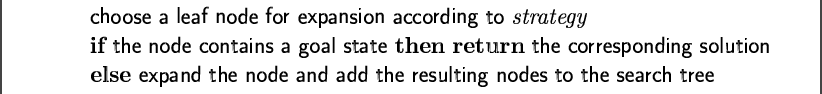 choose a leaf node for expansion according to strategy
if the node contains a goal state then return the corresponding solution
else expand the node and add the resulting nodes to the search tree